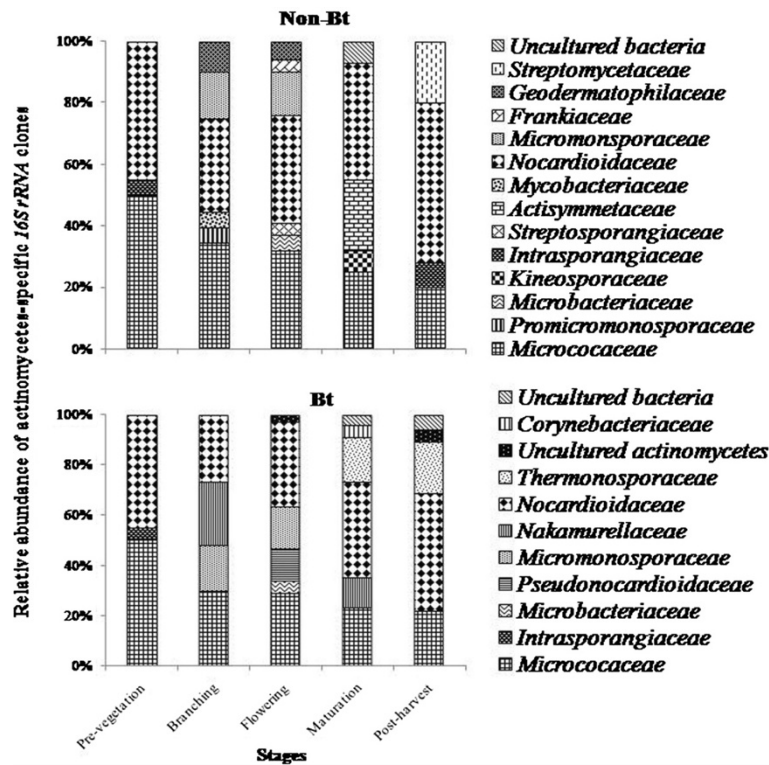 Non-Bt
Relative abundance of actinomycetes-specific 16S rRNA clones
100%
80%
60%
40%
20%
0%
Uncultured bacteria
Streptomycetaceae
Geodermatophilaceae
Frankiaceae
Micromonsporaceae
Nocardioidaceae
Mycobacteriaceae
Actisymmetaceae
Streptosporangiaceae
Intrasporangiaceae
Kineosporaceae
Microbacteriaceae
Promicromonosporaceae
Micrococaceae
Bt
100%
80%
60%
40%
20%
0%
Uncultured bacteria
Corynebacteriaceae
Uncultured actinomycetes
Thermonosporaceae
Nocardioidaceae
Nakamurellaceae
Micromonosporaceae
Pseudonocardioidaceae
Microbacteriaceae
Intrasporangiaceae
Micrococaceae
Pre-vegetation
Branching
Flowering
Maturation
Post-harvest
Stages